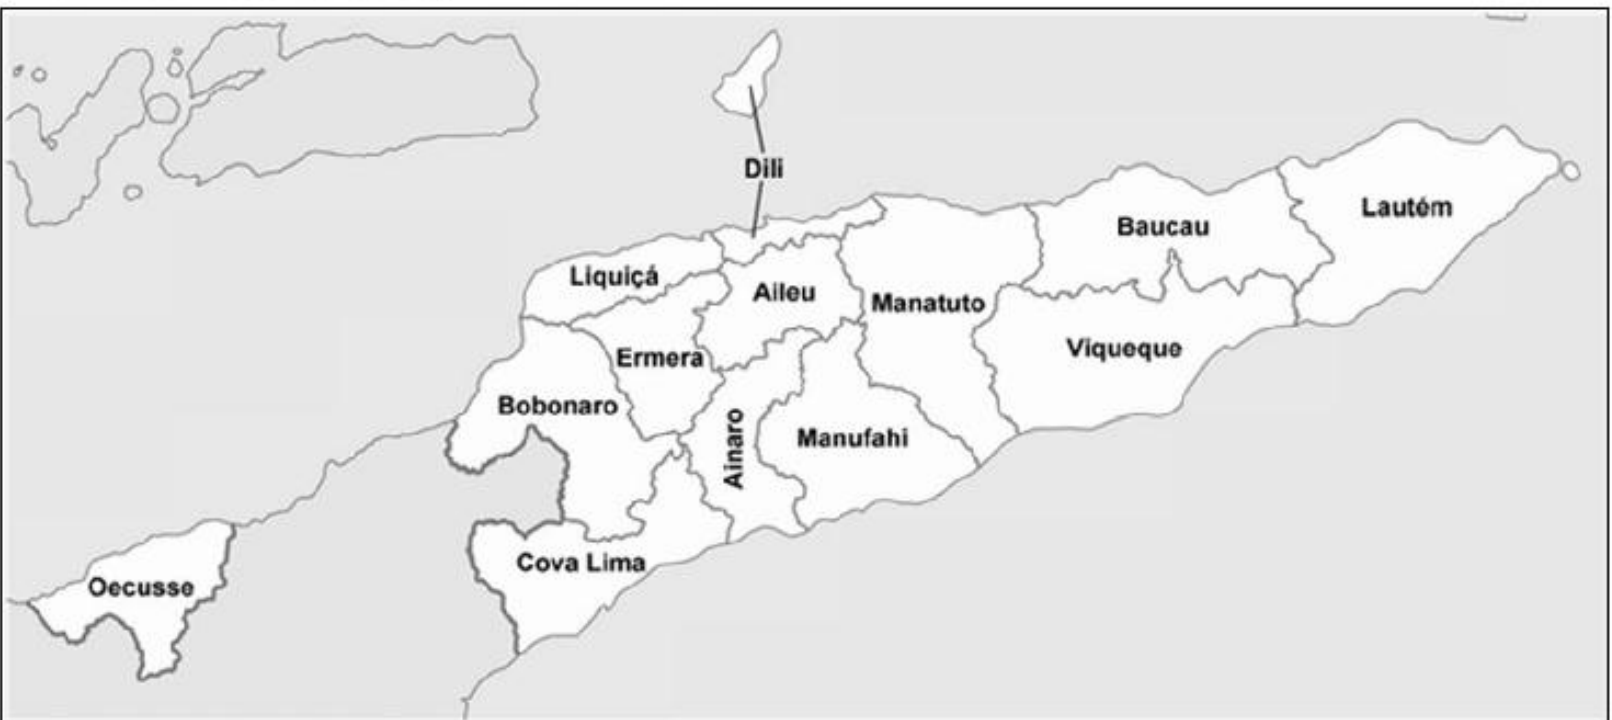 Dili
Lautém
Baucau
Liquiçá
Aileu
Manatuto
Viqueque
Ermera
Bobonaro
Ainaro
Manufahi
Cova Lima
Oecusse